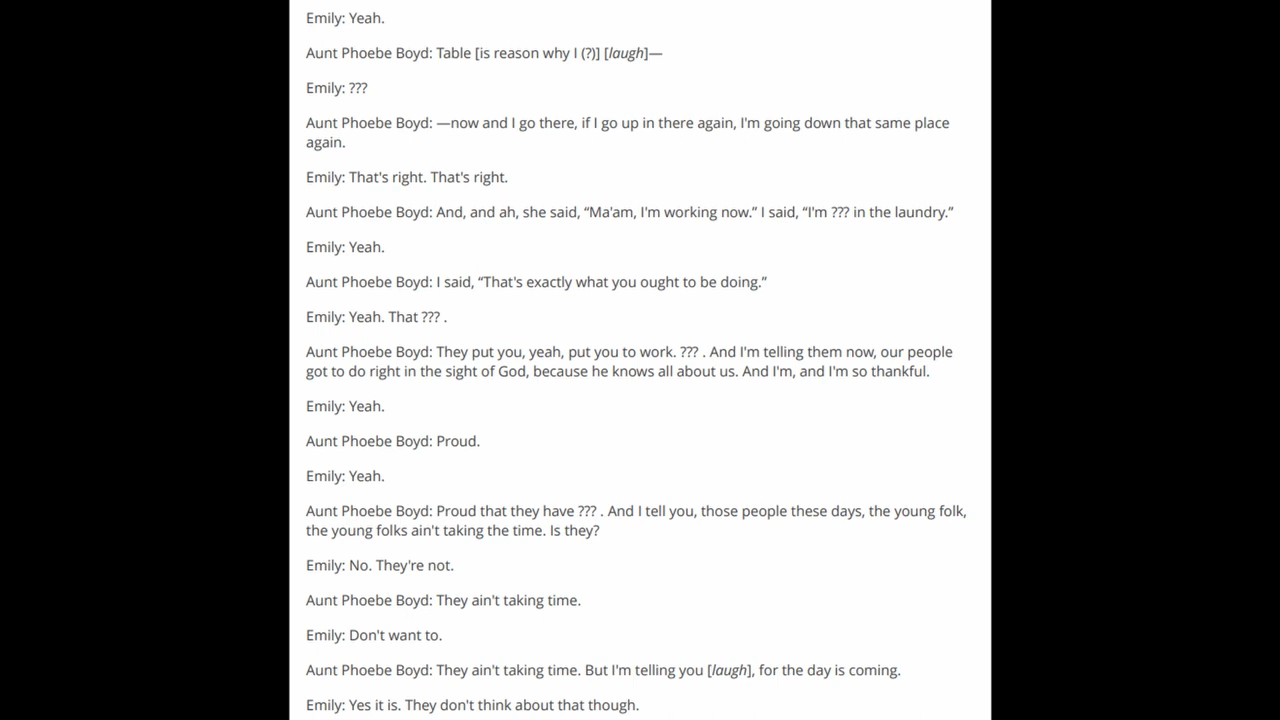 Emily: Yeah.
Aunt Phoebe Boyd: Table [is reason why I (?)] [laugh]—
Emily: ???
Aunt Phoebe Boyd: —now and I go there, if I go up in there again, I'm going down that same place
again.
Emily: That's right. That's right.
Aunt Phoebe Boyd: And, and ah, she said, “Ma'am, I'm working now.” I said, “I'm ??? in the laundry.”
Emily: Yeah.
Aunt Phoebe Boyd: I said, “That's exactly what you ought to be doing.”
Emily: Yeah. That ??? .
Aunt Phoebe Boyd: They put you, yeah, put you to work. ??? . And I'm telling them now, our people
got to do right in the sight of God, because he knows all about us. And I'm, and I'm so thankful.
Emily: Yeah.
Aunt Phoebe Boyd: Proud.
Emily: Yeah.
Aunt Phoebe Boyd: Proud that they have ??? . And I tell you, those people these days, the young folk,
the young folks ain't taking the time. Is they?
Emily: No. They're not.
Aunt Phoebe Boyd: They ain't taking time.
Emily: Don't want to.
Aunt Phoebe Boyd: They ain't taking time. But I'm telling you [laugh], for the day is coming.
Emily: Yes it is. They don't think about that though.